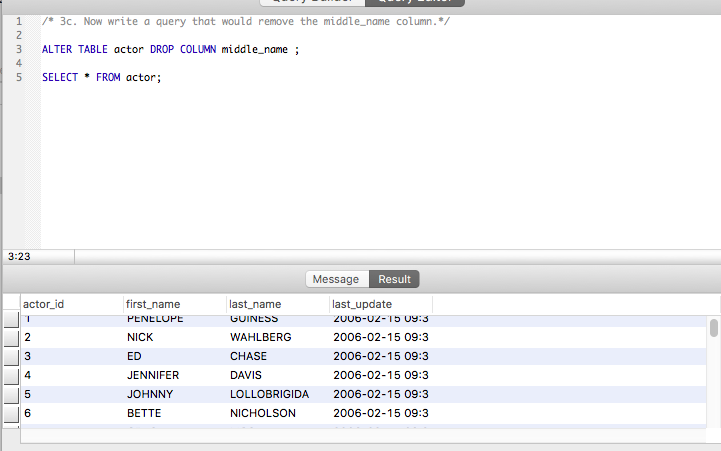 Query Builder Query Editor
1 /* 3c. Now write a query that would remove the middle_name column.*/
2
3 ALTER TABLE actor DROP COLUMN middle_name ;
4
5 SELECT * FROM actor;
3:23
Message Result
actor_id first_name last_name last_update
1 PENELOPE GUINESS 2006-02-15 09:3
2 NICK WAHLBERG 2006-02-15 09:3
3 ED CHASE 2006-02-15 09:3
4 JENNIFER DAVIS 2006-02-15 09:3
5 JOHNNY LOLLOBRIGIDA 2006-02-15 09:3
6 BETTE NICHOLSON 2006-02-15 09:3